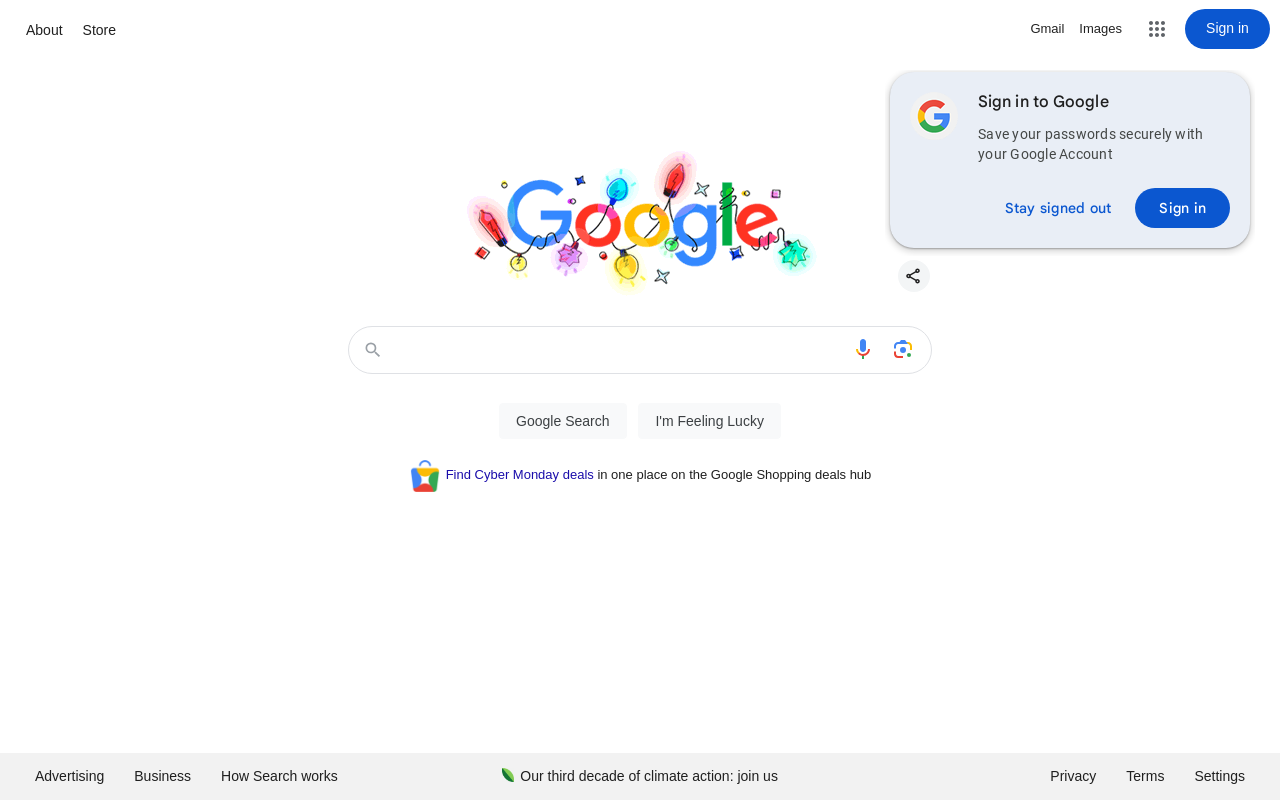 About Store
Gmail Images Sign in
Sign in to Google
Save your passwords securely with
your Google Account
Stay signed out Sign in
Google
Google Search I'm Feeling Lucky
Find Cyber Monday deals in one place on the Google Shopping deals hub
Advertising Business How Search works Our third decade of climate action: join us Privacy Terms Settings